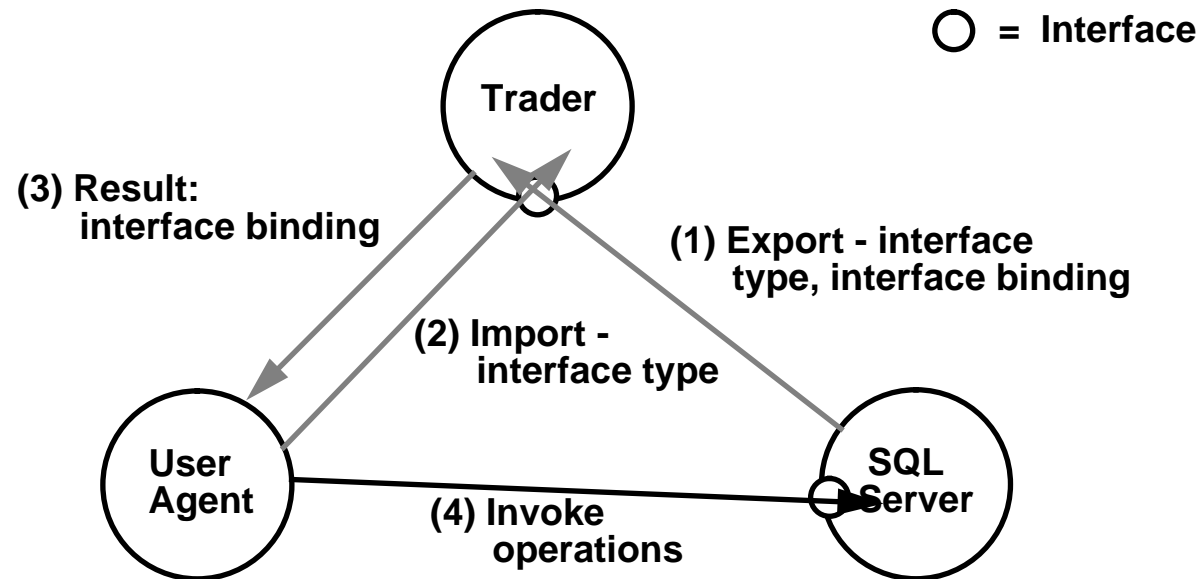 = Interface
Trader
(3) Result:
interface binding
(1) Export - interface
type, interface binding
(2) Import -
interface type
User
Agent
SQL
Server
(4) Invoke
operations